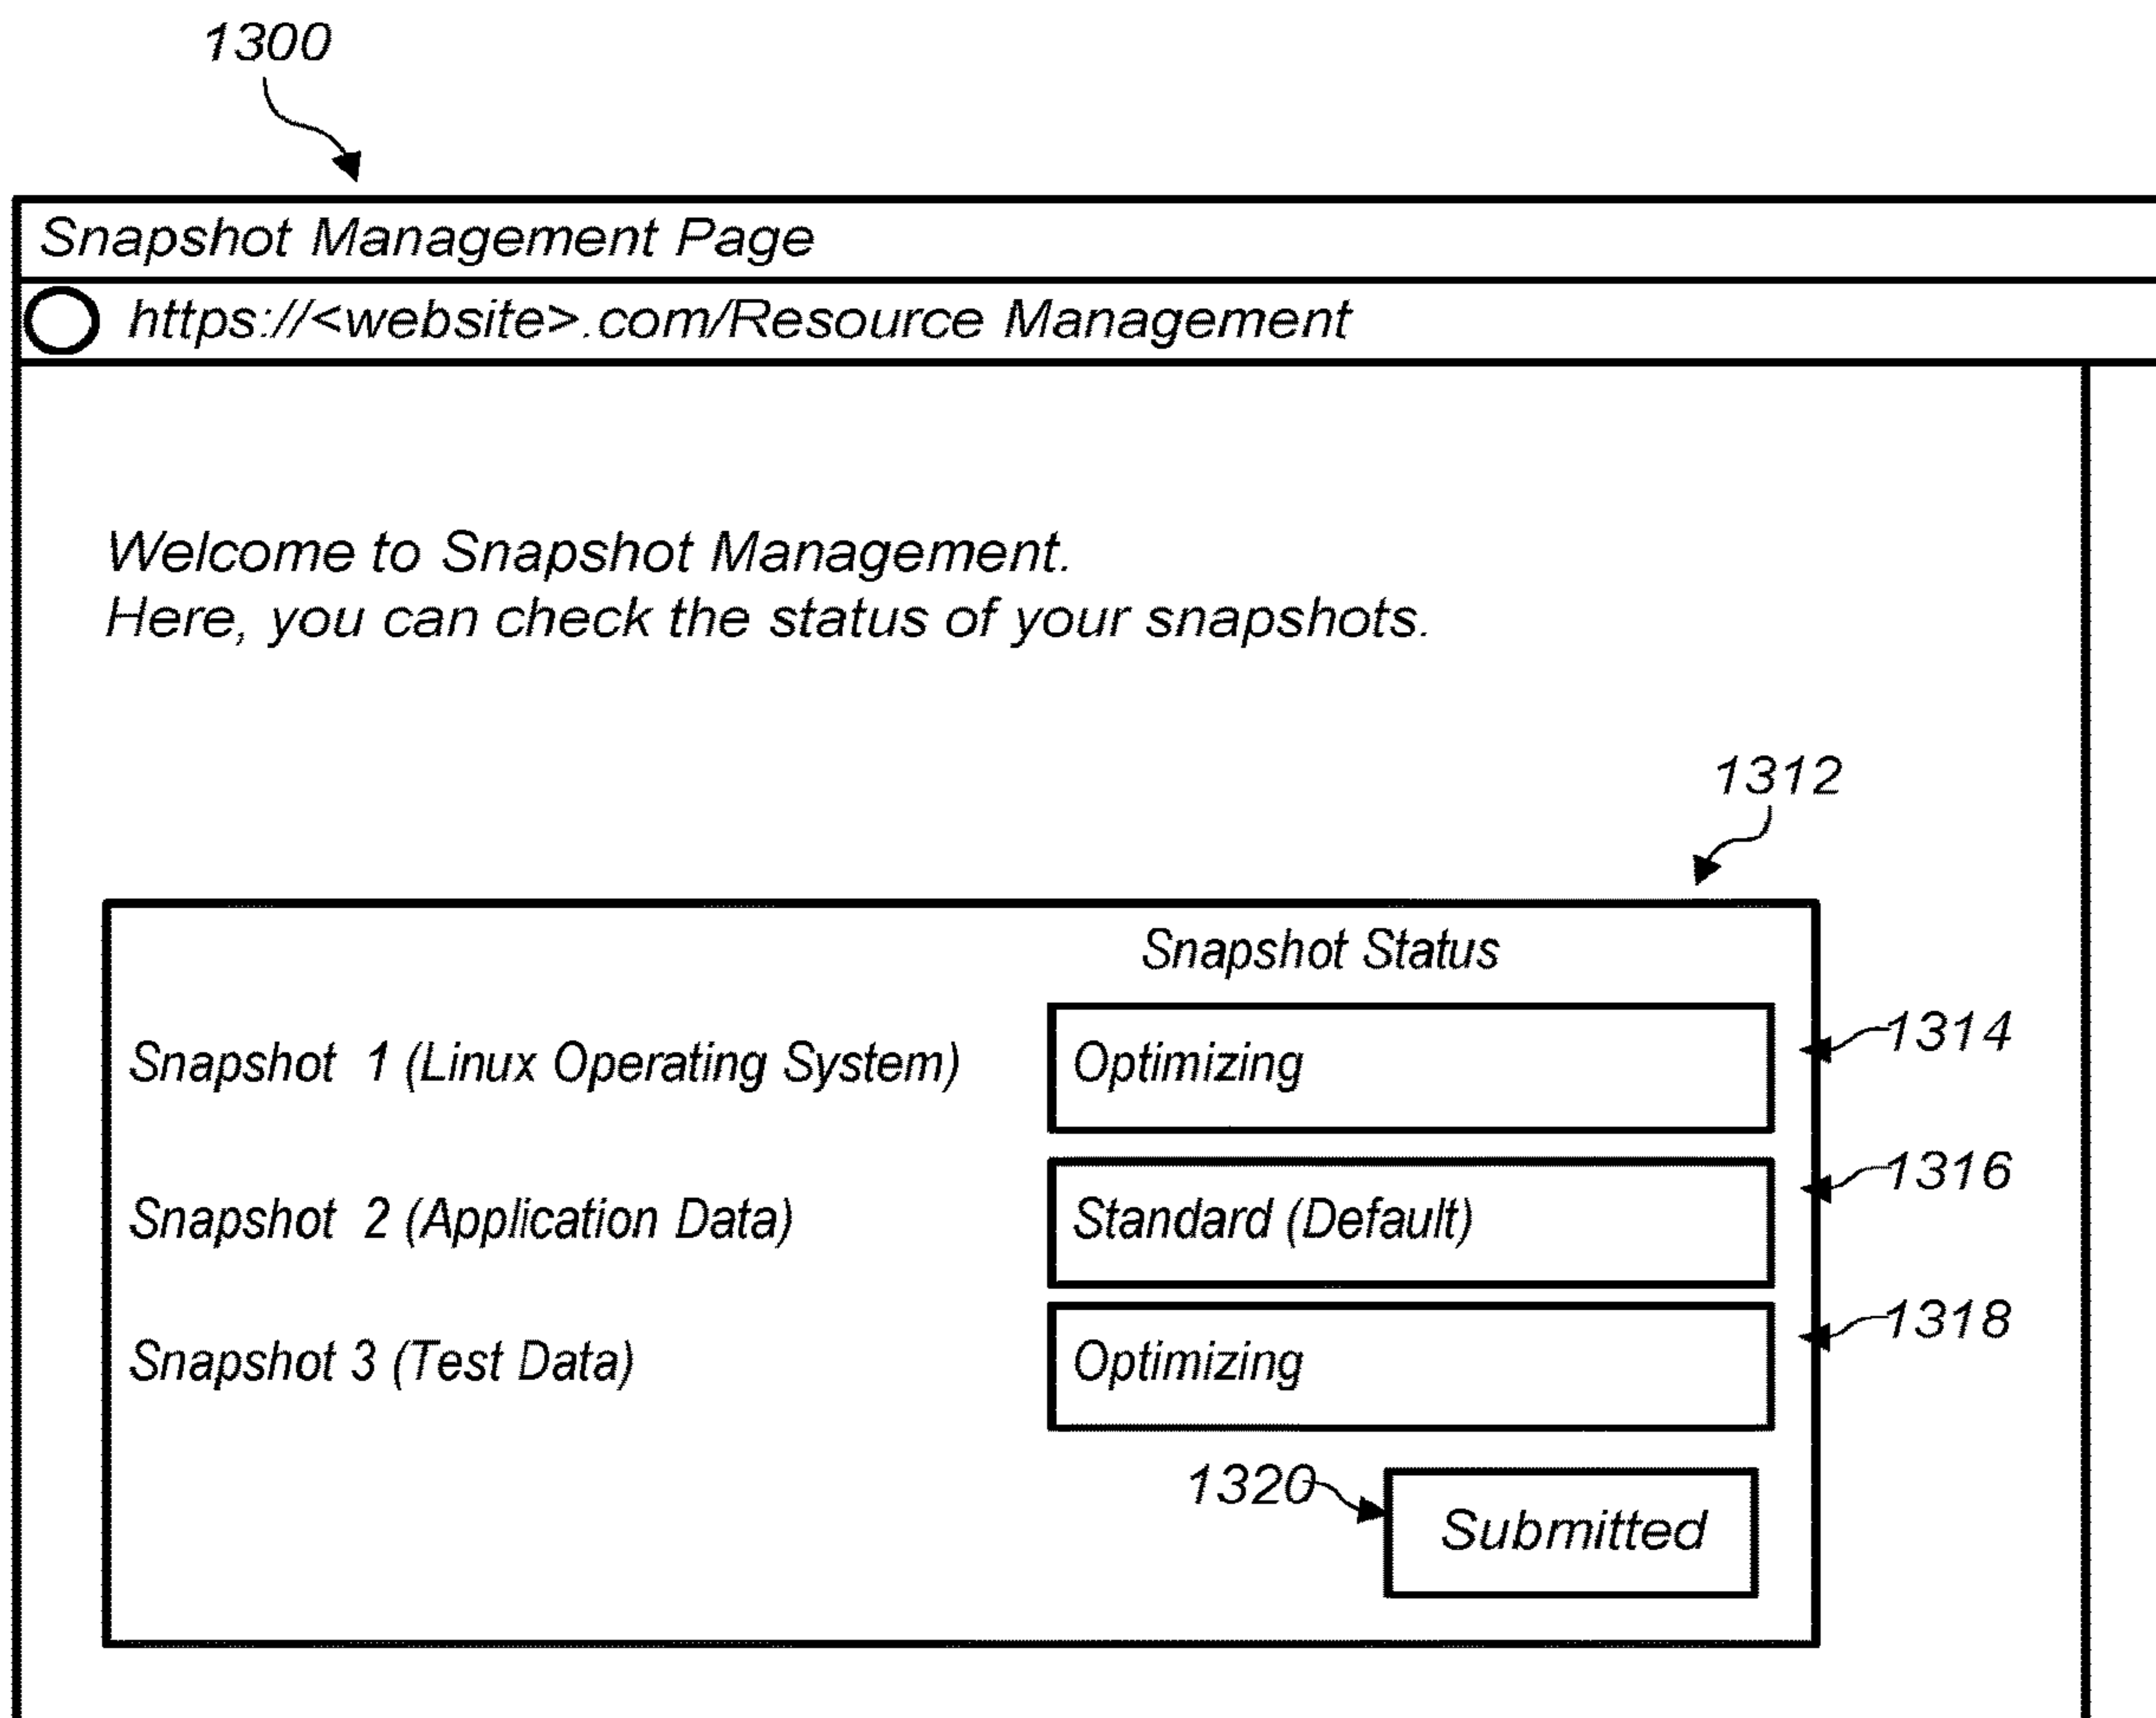 1300
Snapshot Management Page
https://<website>.com/Resource Management
Welcome to Snapshot Management.
Here, you can check the status of your snapshots.
1312
Snapshot Status
Snapshot 1 (Linux Operating System) Optimizing 1314
Snapshot 2 (Application Data) Standard (Default) 1316
Snapshot 3 (Test Data) Optimizing 1318
1320 Submitted